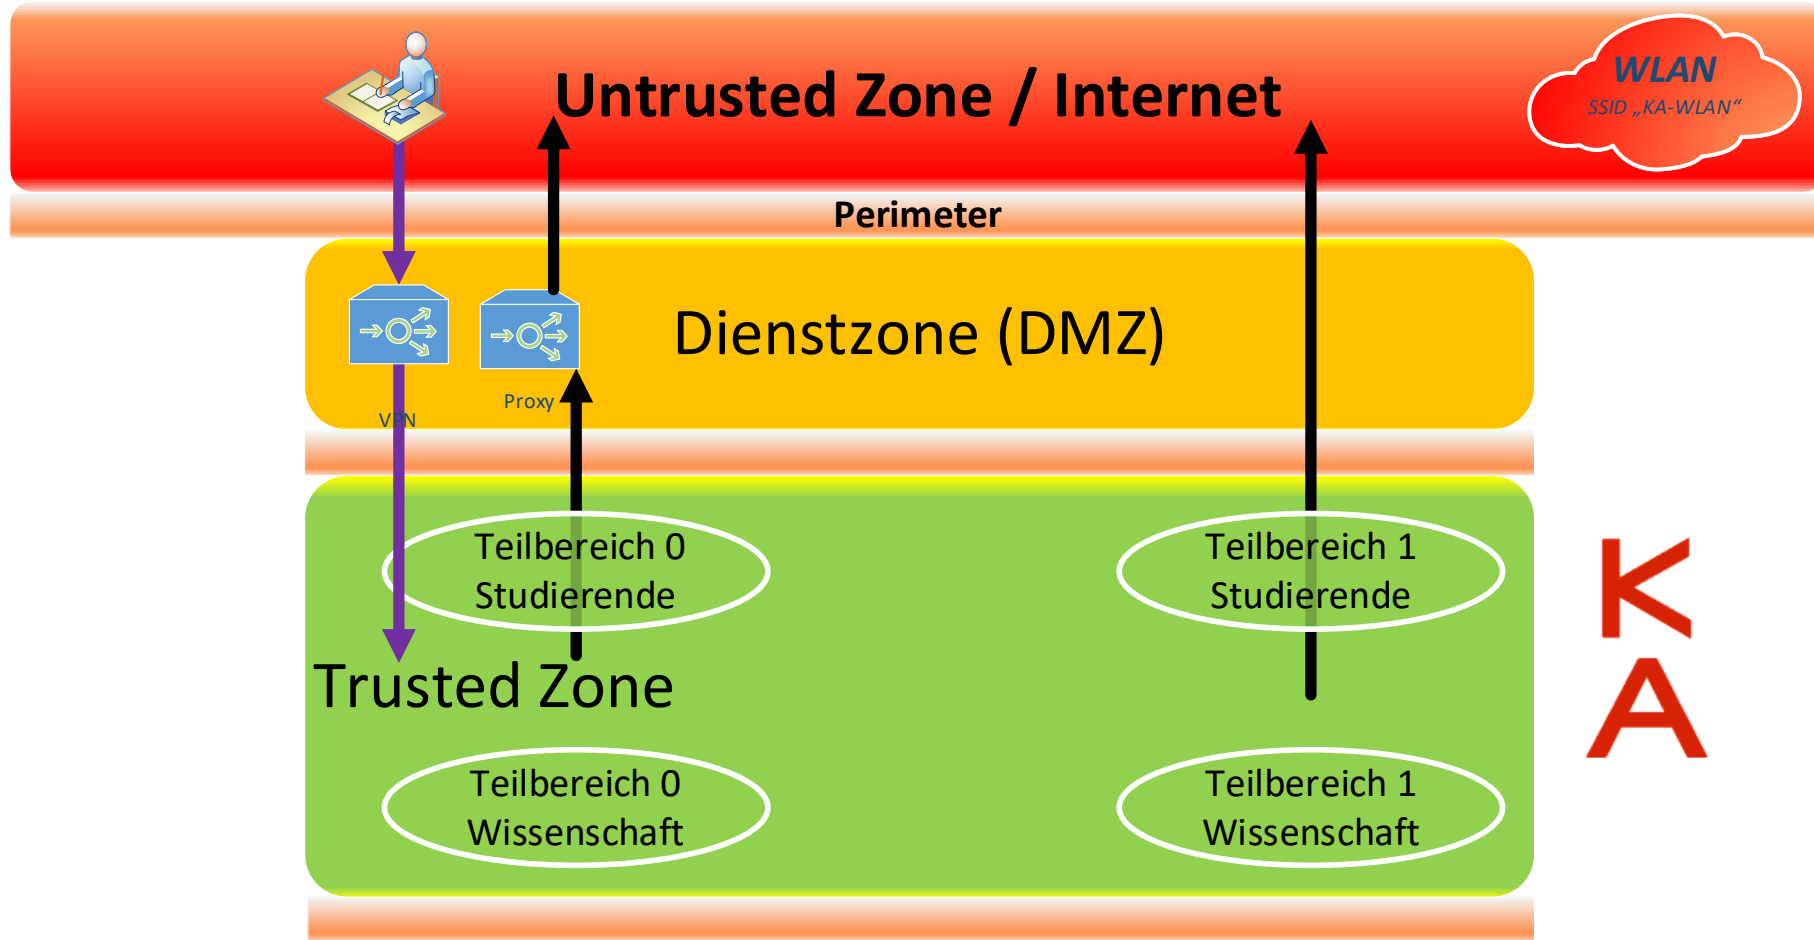 Untrusted Zone / Internet
WLAN
SSID „KA-WLAN“
Perimeter
Dienstzone (DMZ)
VPN
Proxy
Teilbereich 0
Studierende
Teilbereich 1
Studierende
Trusted Zone
Teilbereich 0
Wissenschaft
Teilbereich 1
Wissenschaft
K
A